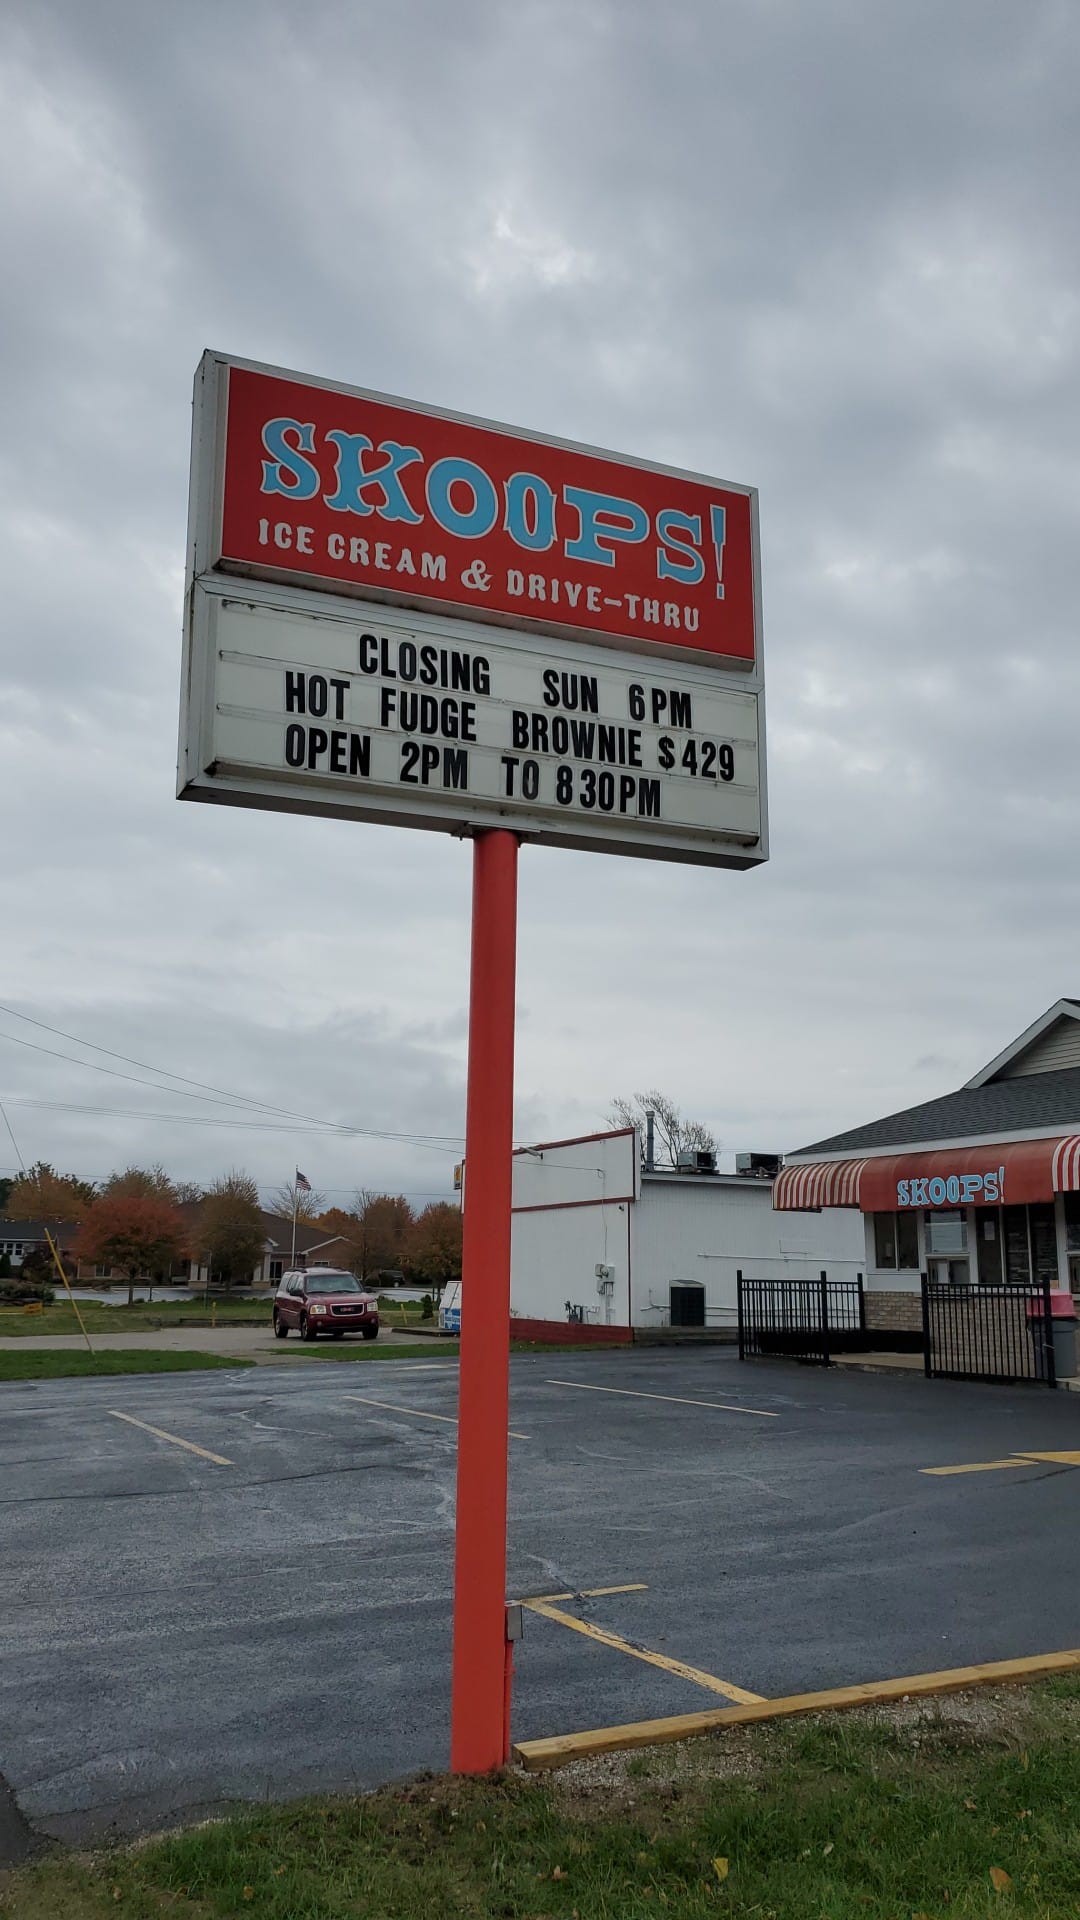 SKOOPS!
ICE CREAM & DRIVE-THRU
CLOSING SUN 6PM
HOT FUDGE BROWNIE $429
OPEN 2PM TO 830PM
SKOOPS!